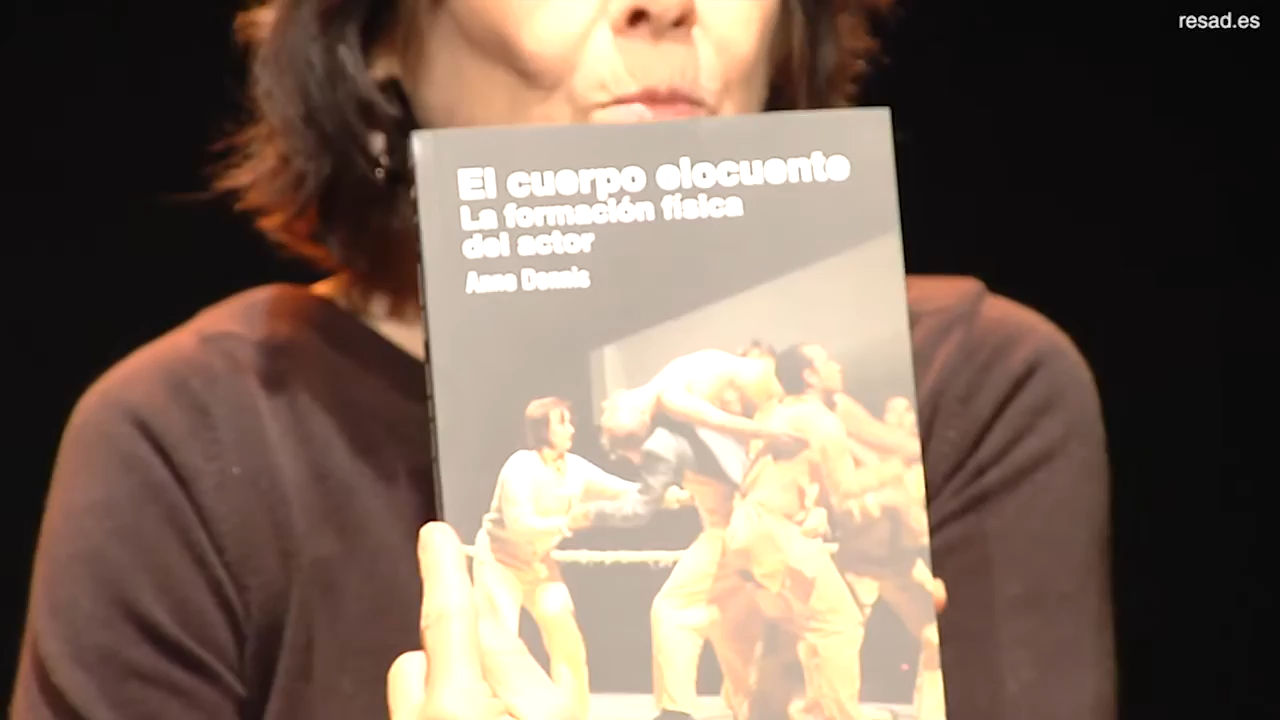 resad.es
El cuerpo elocuente
La formación física
del actor
Anne Dennis